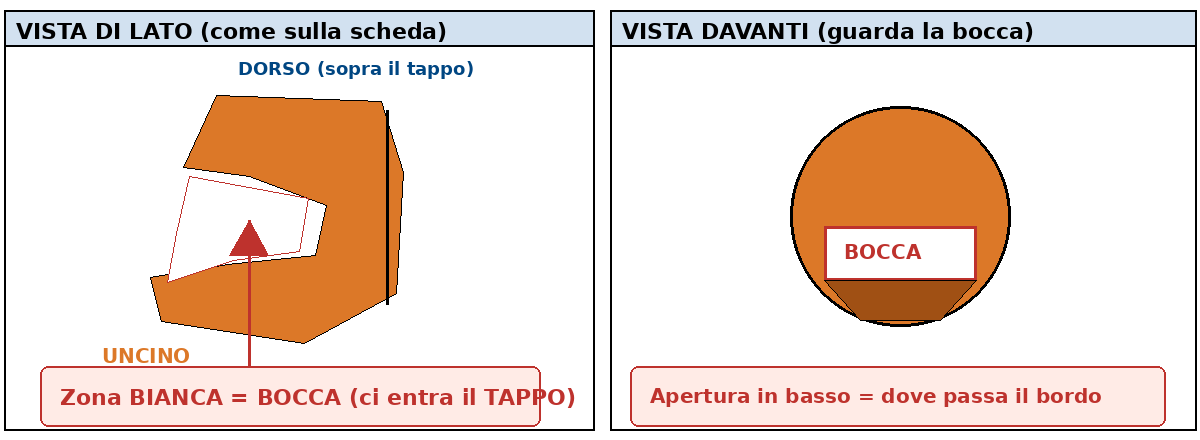 VISTA DI LATO (come sulla scheda)
DORSO (sopra il tappo)
UNCINO
Zona BIANCA = BOCCA (ci entra il TAPPO)
VISTA DAVANTI (guarda la bocca)
BOCCA
Apertura in basso = dove passa il bordo